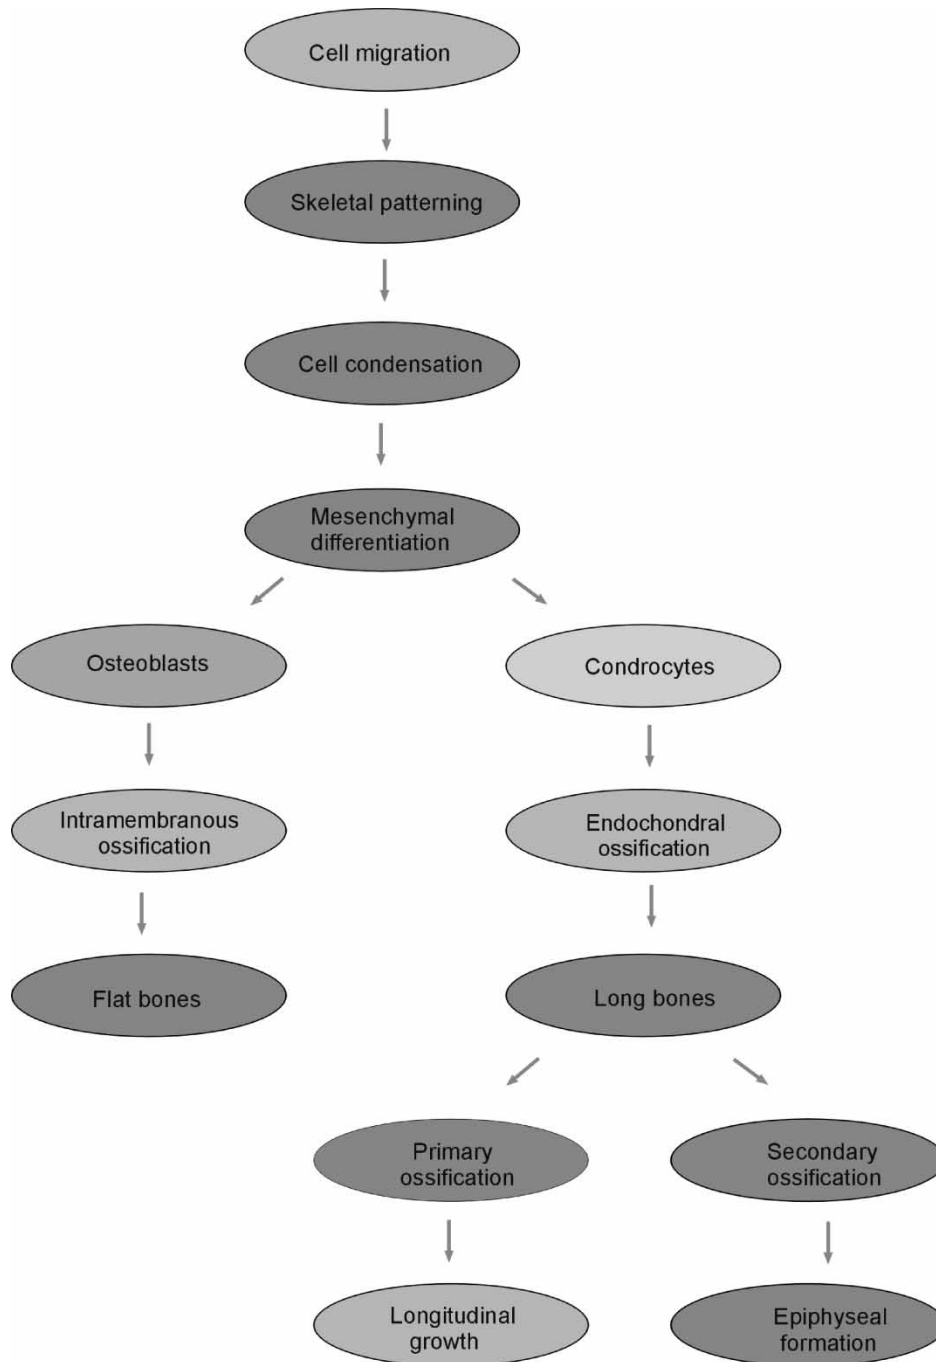 Cell migration
Skeletal patterning
Cell condensation
Mesenchymal
differentiation
Osteoblasts
Condrocytes
Intramembranous
ossification
Endochondral
ossification
Flat bones
Long bones
Primary
ossification
Secondary
ossification
Longitudinal
growth
Epiphyseal
formation